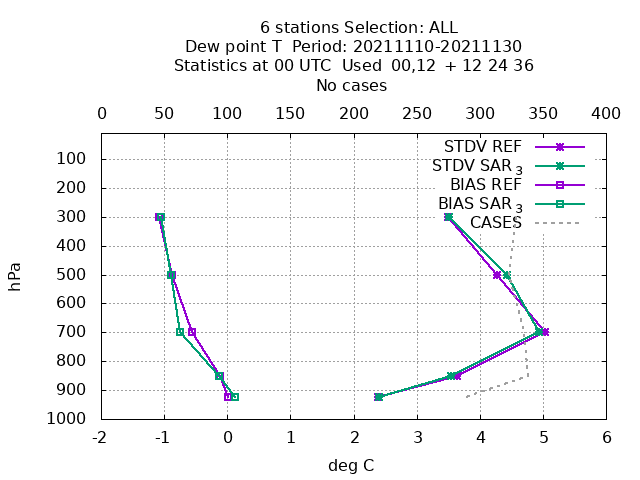 6 stations Selection: ALL
Dew point T  Period: 20211110-20211130
Statistics at 00 UTC  Used  00,12  + 12 24 36
No cases
0 50 100 150 200 250 300 350 400
STDV REF
STDV SAR 3
BIAS REF
BIAS SAR 3
CASES
100
200
300
400
500
600
700
800
900
1000
hPa
-2 -1 0 1 2 3 4 5 6
deg C